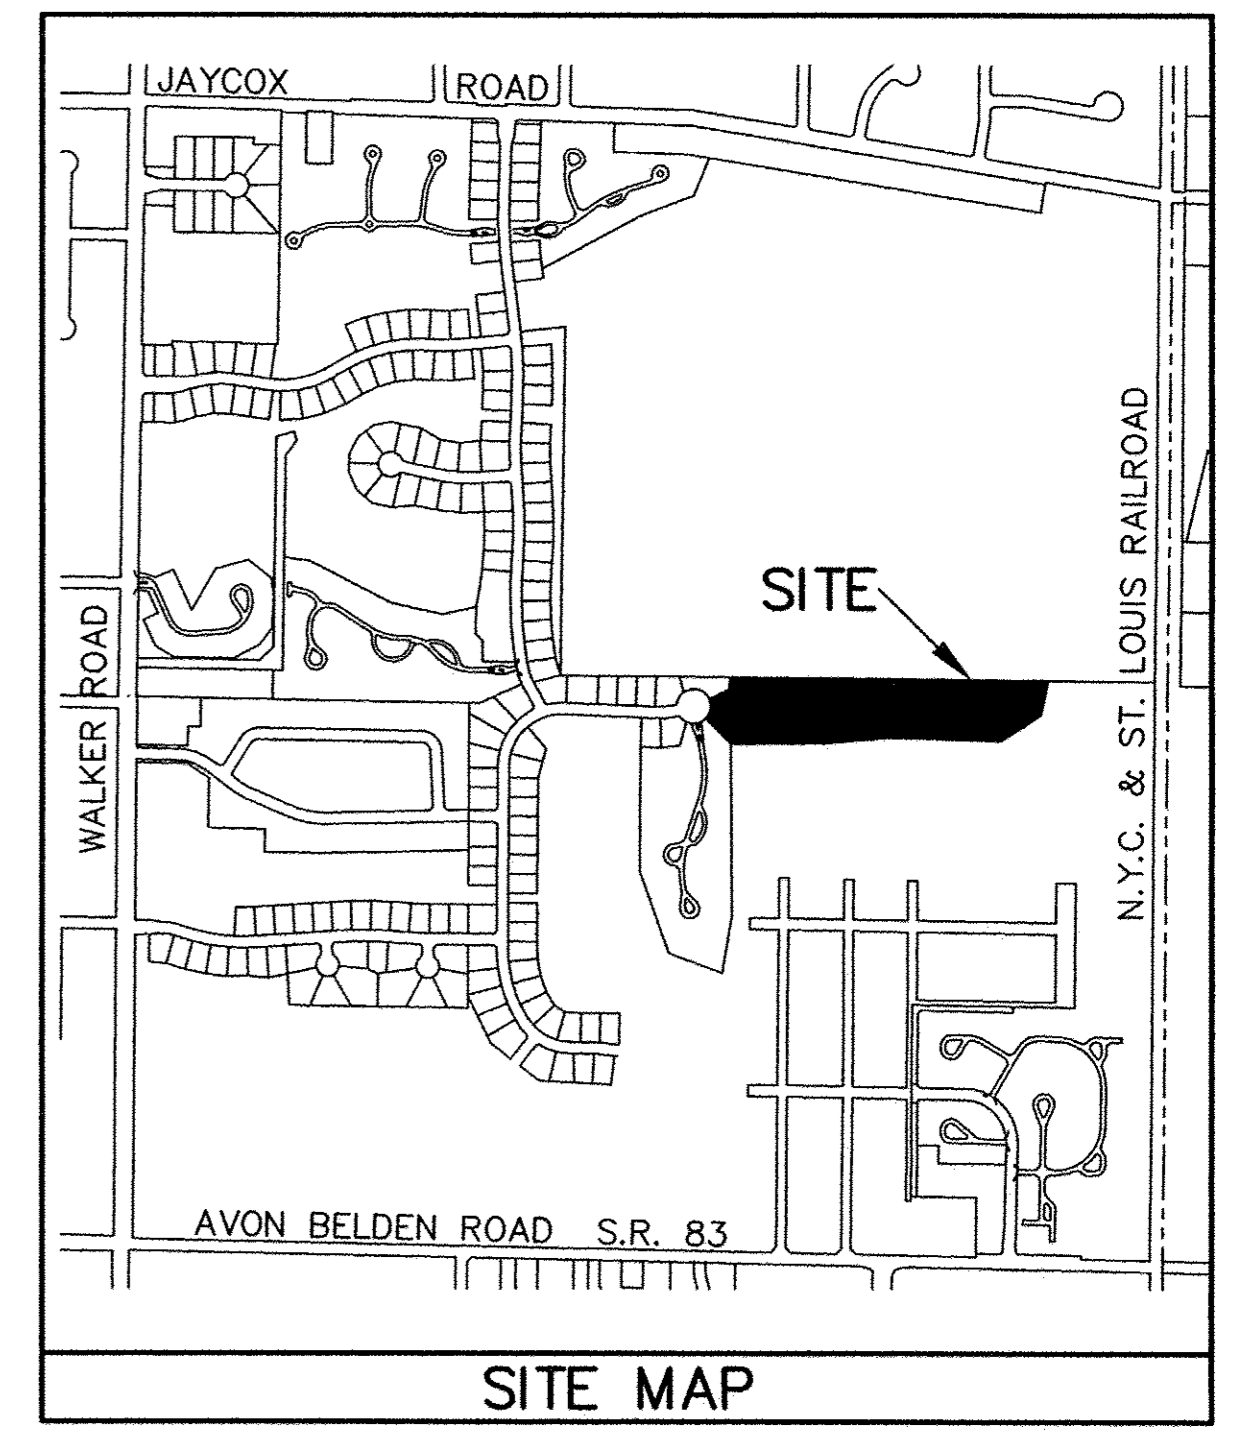 JAYCOX ROAD
SITE
WALKER ROAD
N.Y.C. & ST. LOUIS RAILROAD
AVON BELDEN ROAD S.R. 83
SITE MAP